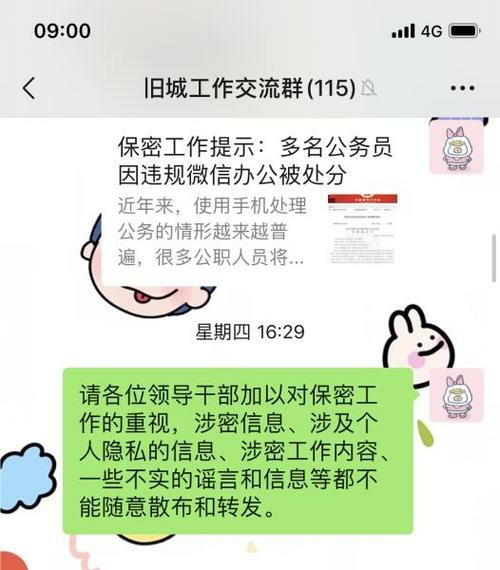 09:00
4G
旧城工作交流群(115)
保密工作提示：多名公务员
因违规微信办公被处分
近年来，使用手机处理
公务的情形越来越普
遍，很多公职人员将...
星期四 16:29
请各位领导干部加以对保密工
作的重视，涉密信息、涉及个
人隐私的信息、涉密工作内容、
一些不实的谣言和信息等都不
能随意散布和转发。